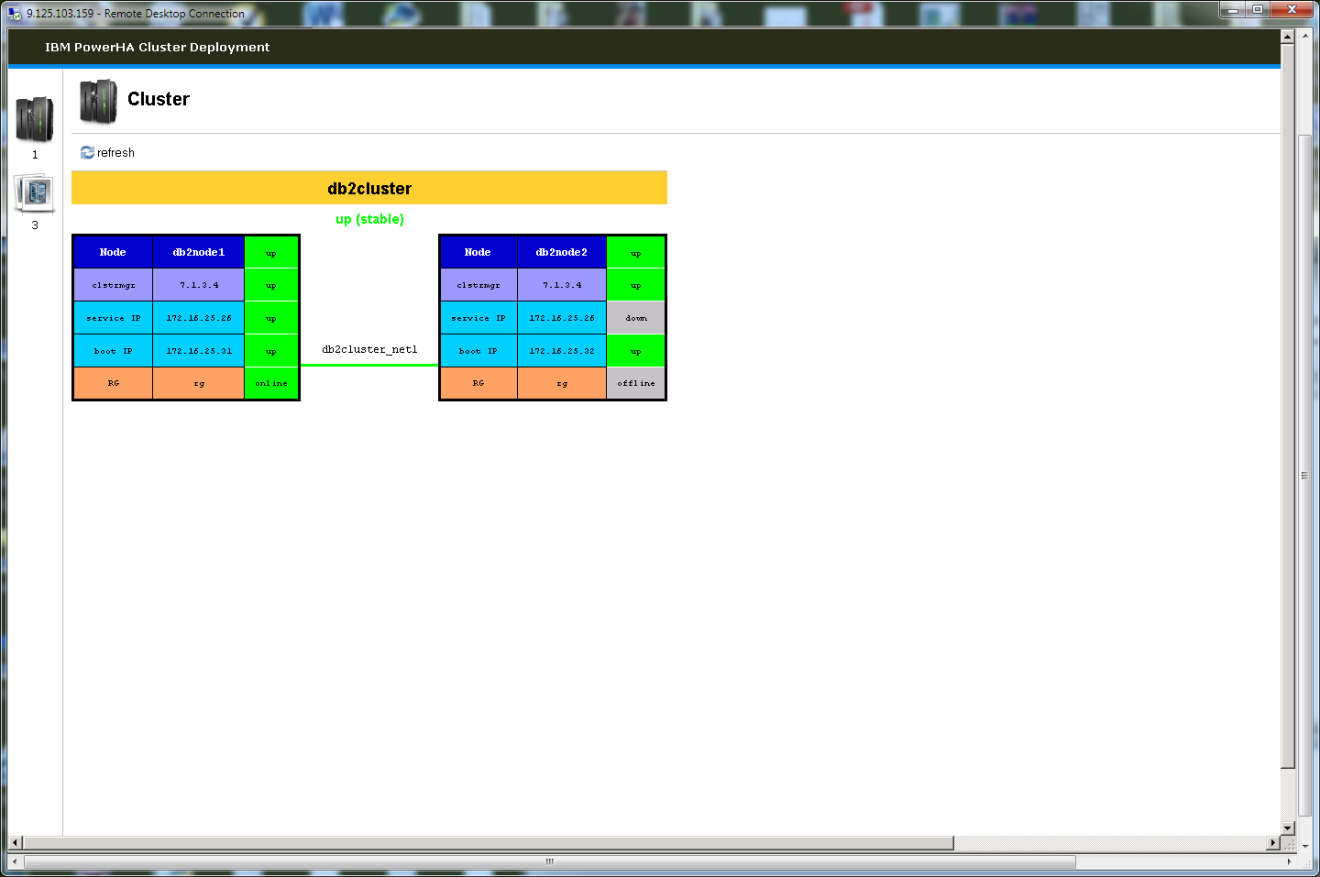 9.125.103.159 - Remote Desktop Connection
IBM PowerHA Cluster Deployment
Cluster
1
refresh
3
db2cluster
up (stable)
Node db2node1 up
clstrmgr 7.1.3.4 up
service IP 172.16.25.26 up
boot IP 172.16.25.31 up
RG rg online
db2cluster_net1
Node db2node2 up
clstrmgr 7.1.3.4 up
service IP 172.16.25.26 down
boot IP 172.16.25.32 up
RG rg offline